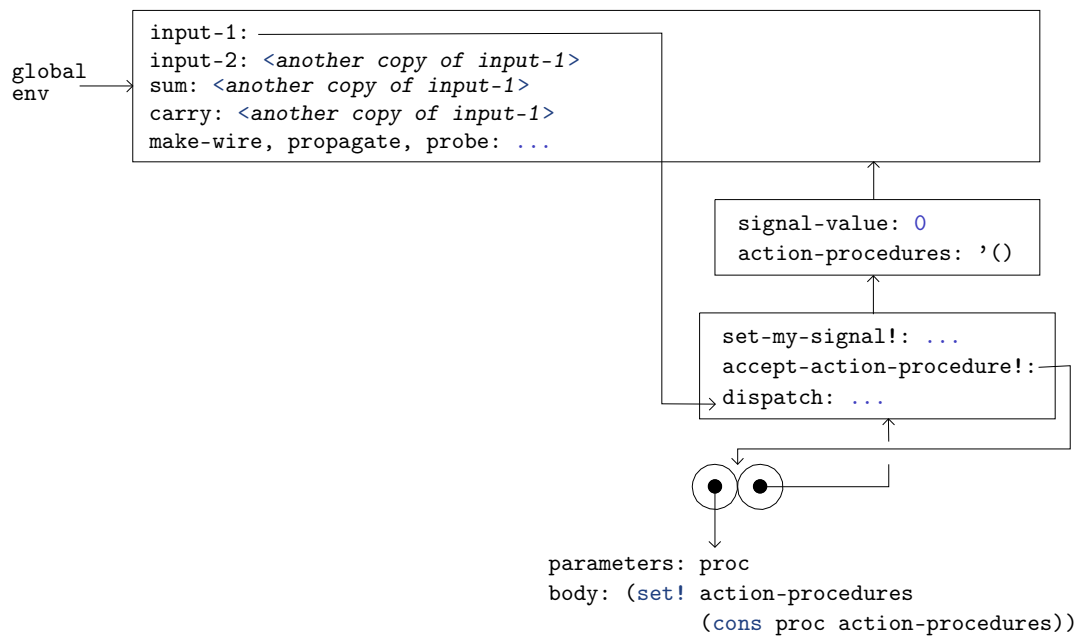 input-1:
input-2: <another copy of input-1>
global
env
sum: <another copy of input-1>
carry: <another copy of input-1>
make-wire, propagate, probe: ...
signal-value: 0
action-procedures: ’()
set-my-signal!: ...
accept-action-procedure!:
dispatch: ...
parameters: proc
body: (set! action-procedures
(cons proc action-procedures))